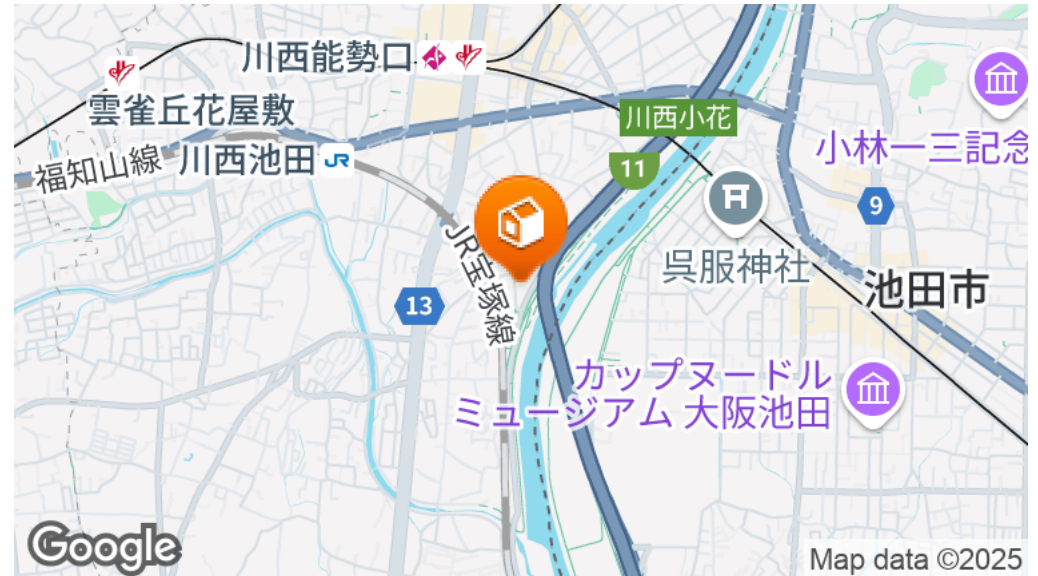 川西能勢口
雲雀丘花屋敷
福知山線
川西池田
JR
川西小花
11
小林一三記念
9
JR宝塚線
呉服神社
池田市
13
カップヌードル
ミュージアム 大阪池田
Google
Map data ©2025